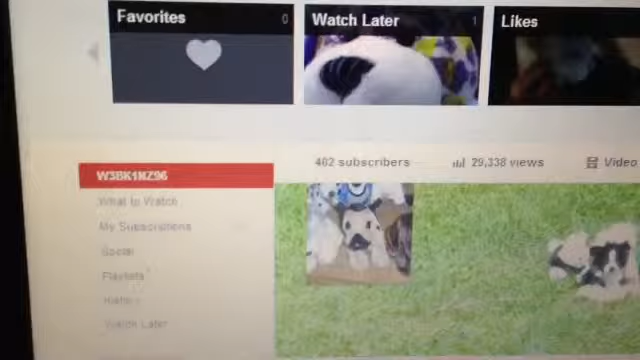 Favorites 0
Watch Later 1
Likes
462 subscribers 29,338 views Video
W3BK1NZ96
What to Watch
My Subscriptions
Social
Playlists
History
Watch Later